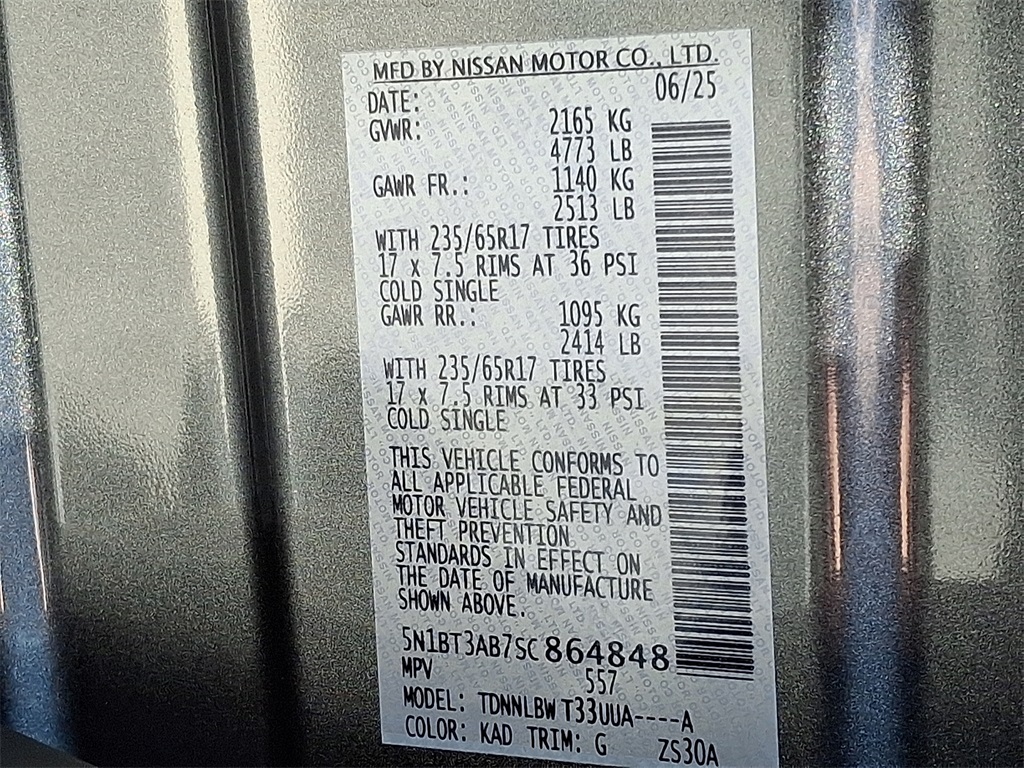 MFD BY NISSAN MOTOR CO., LTD.
DATE: 06/25
GVWR: 2165 KG
4773 LB
GAWR FR.: 1140 KG
2513 LB
WITH 235/65R17 TIRES
17 x 7.5 RIMS AT 36 PSI
COLD SINGLE
GAWR RR.: 1095 KG
2414 LB
WITH 235/65R17 TIRES
17 x 7.5 RIMS AT 33 PSI
COLD SINGLE
THIS VEHICLE CONFORMS TO
ALL APPLICABLE FEDERAL
MOTOR VEHICLE SAFETY AND
THEFT PREVENTION
STANDARDS IN EFFECT ON
THE DATE OF MANUFACTURE
SHOWN ABOVE.
5N1BT3AB7SC864848
MPV 557
MODEL: TDNNLBW T33UUA----A
COLOR: KAD TRIM: G ZS30A